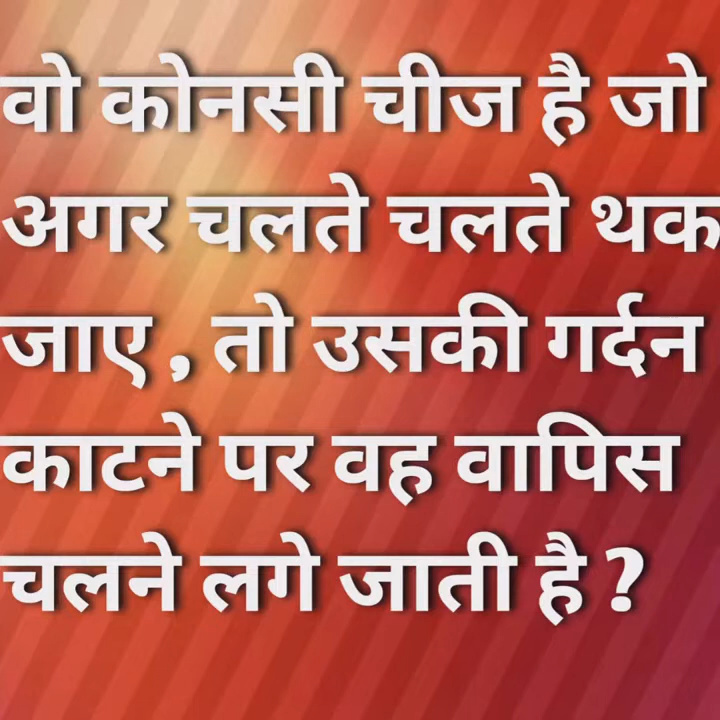 वो कोनसी चीज है जो
अगर चलते चलते थक
जाए , तो उसकी गर्दन
काटने पर वह वापिस
चलने लगे जाती है ?